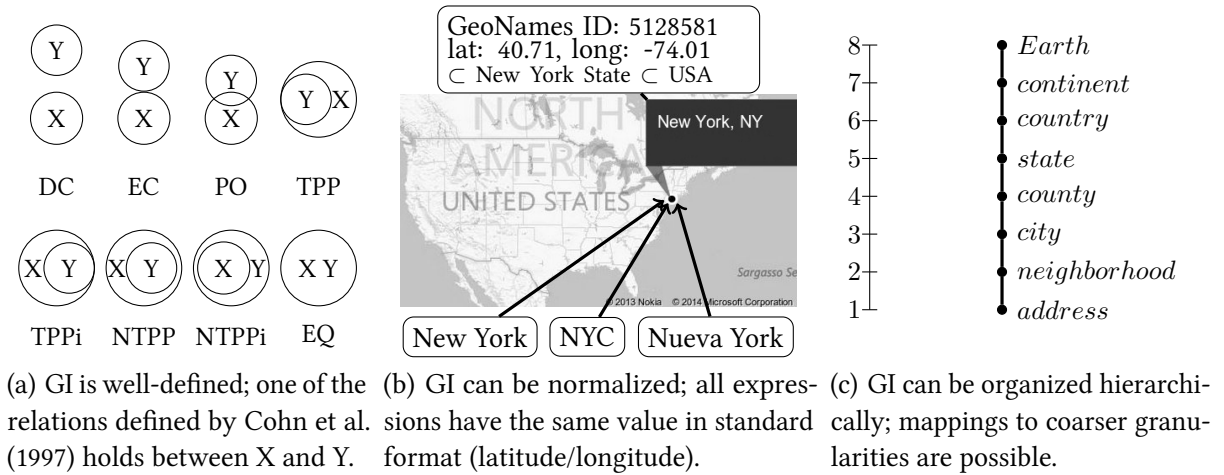 Y
X
DC
Y
X
EC
Y
X
PO
Y X
TPP
X Y
TPPi
X Y
NTPP
X Y
NTPPi
X Y
EQ
(a) GI is well-defined; one of the
relations defined by Cohn et al.
(1997) holds between X and Y.
GeoNames ID: 5128581
lat: 40.71, long: -74.01
⊂ New York State ⊂ USA
NORTH
AMERICA
UNITED STATES
New York, NY
Sargasso Se
© 2013 Nokia © 2014 Microsoft Corporation
New York
NYC
Nueva York
(b) GI can be normalized; all expres-
sions have the same value in standard
format (latitude/longitude).
8 Earth
7 continent
6 country
5 state
4 county
3 city
2 neighborhood
1 address
(c) GI can be organized hierarchi-
cally; mappings to coarser granu-
larities are possible.